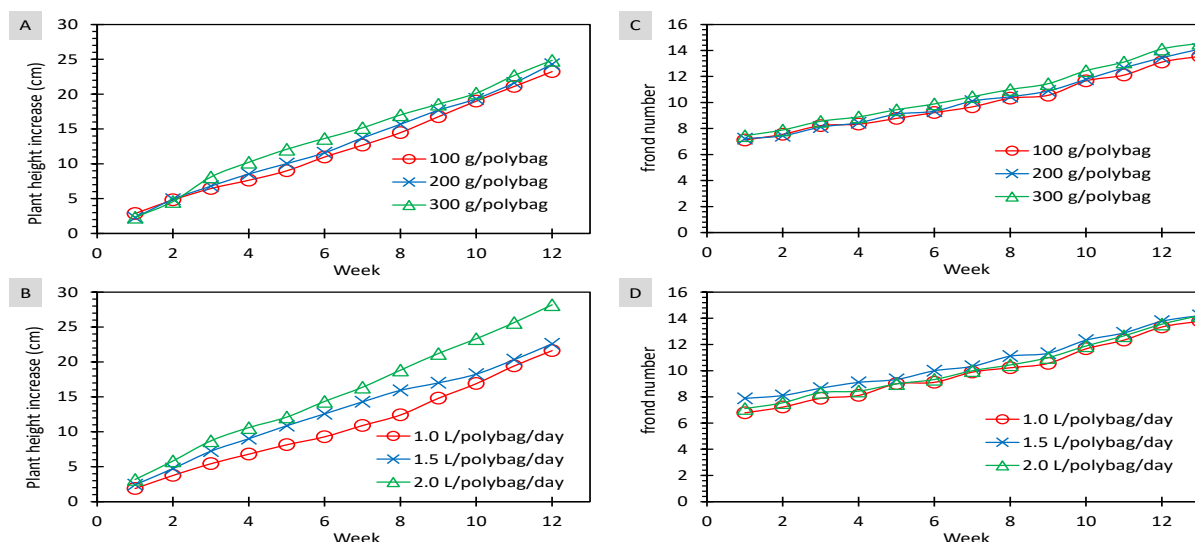 A
Plant height increase (cm)
30
25
20
15
10
5
0
100 g/polybag
200 g/polybag
300 g/polybag
0 2 4 6 8 10 12
Week
C
frond number
16
14
12
10
8
6
4
2
0
100 g/polybag
200 g/polybag
300 g/polybag
0 2 4 6 8 10 12
Week
B
Plant height increase (cm)
30
25
20
15
10
5
0
1.0 L/polybag/day
1.5 L/polybag/day
2.0 L/polybag/day
0 2 4 6 8 10 12
Week
D
frond number
16
14
12
10
8
6
4
2
0
1.0 L/polybag/day
1.5 L/polybag/day
2.0 L/polybag/day
0 2 4 6 8 10 12
Week